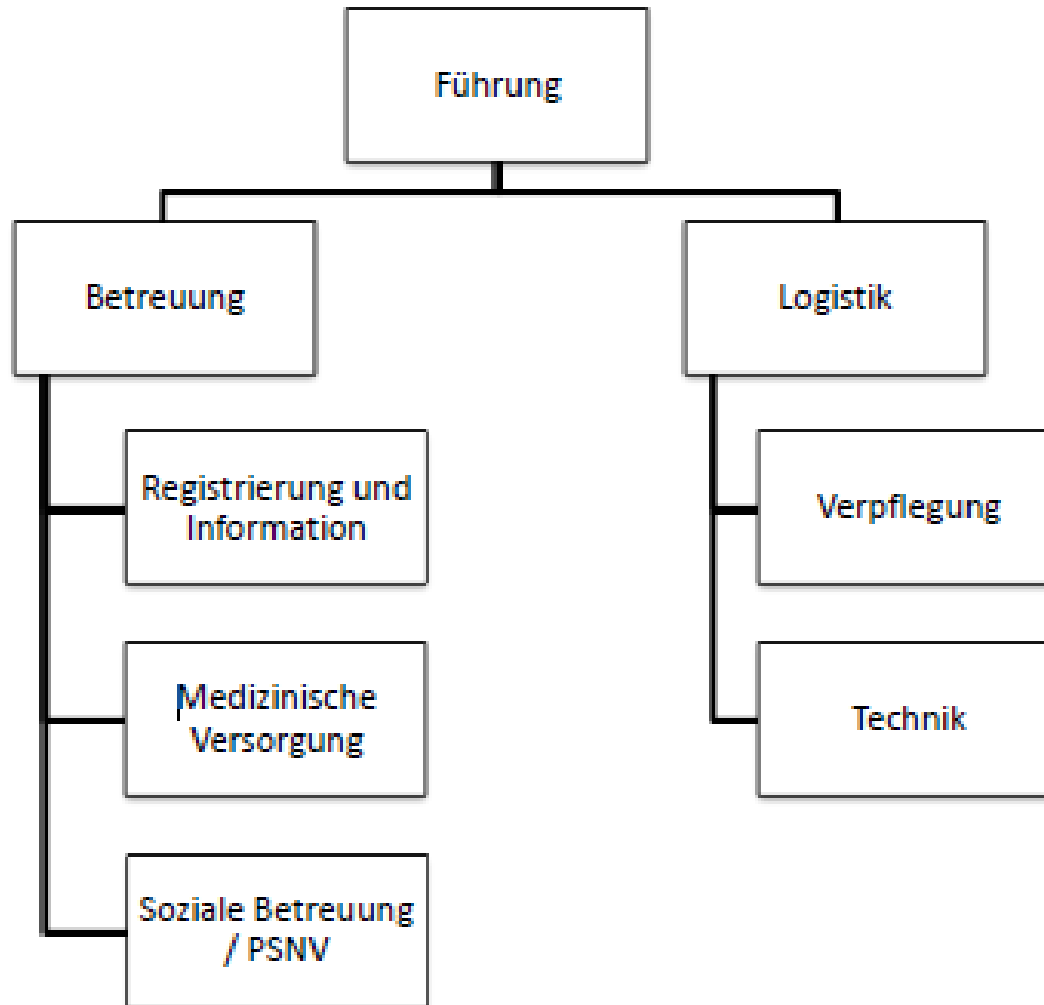 Führung
Betreuung
Logistik
Registrierung und
Information
Verpflegung
Medizinische
Versorgung
Technik
Soziale Betreuung
/ PSNV